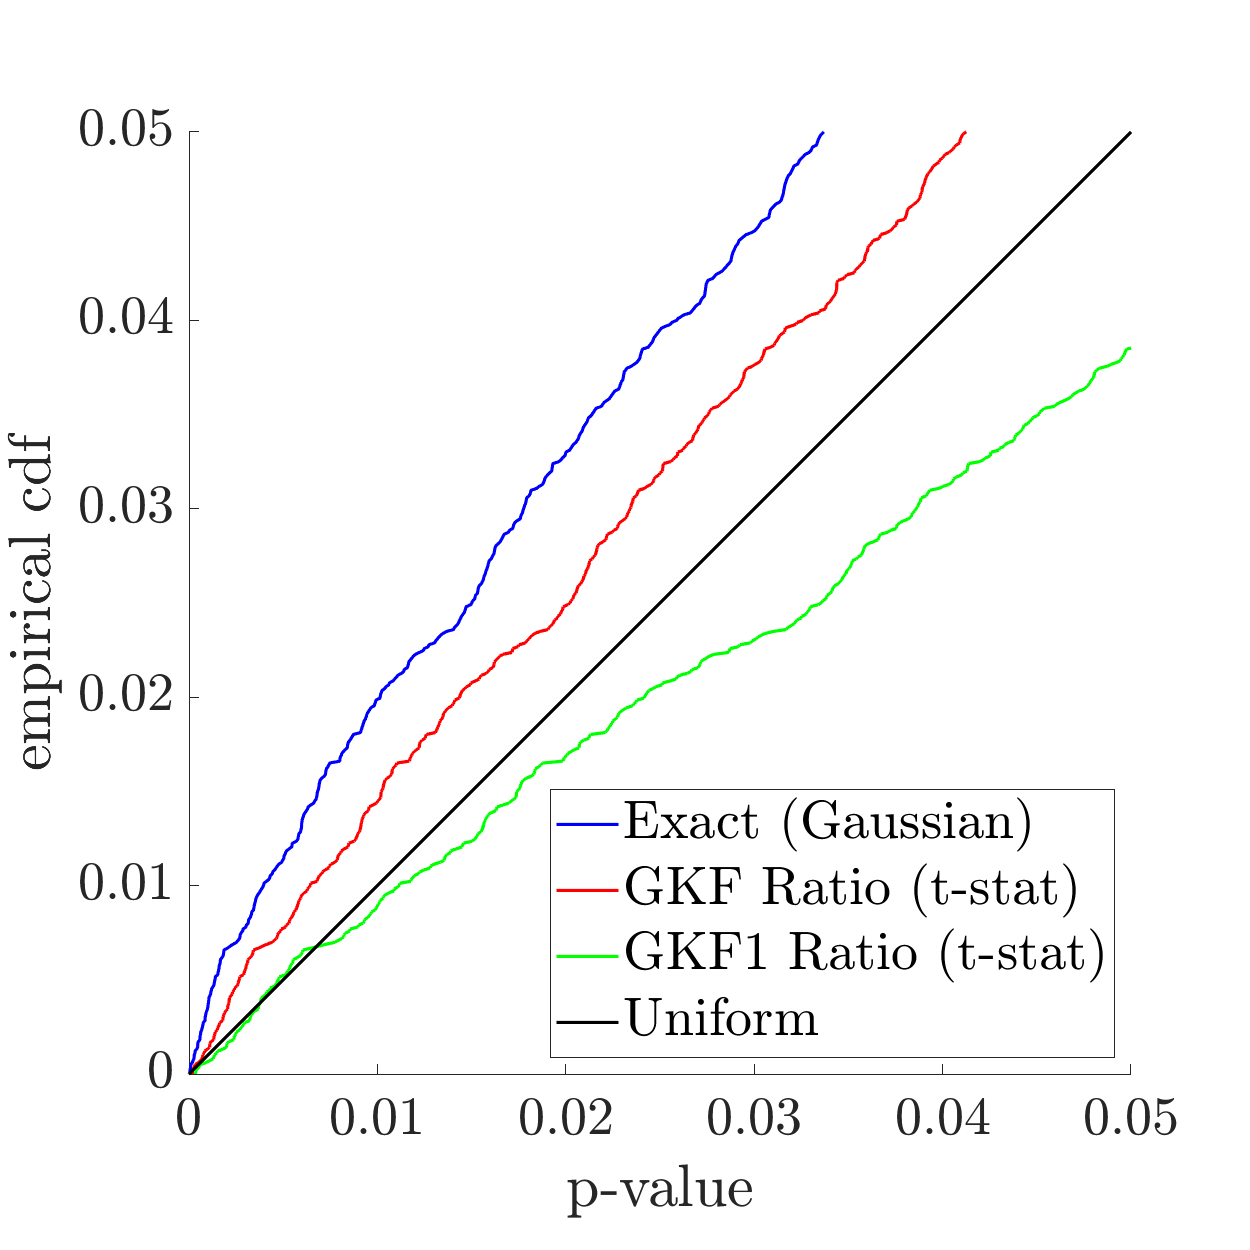 0.05
0.04
0.03
0.02
0.01
0
empirical cdf
Exact (Gaussian)
GKF Ratio (t-stat)
GKF1 Ratio (t-stat)
Uniform
0 0.01 0.02 0.03 0.04 0.05
p-value